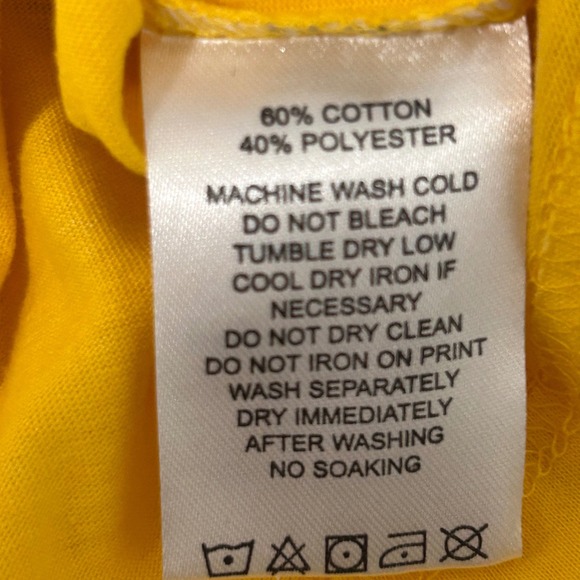 60% COTTON
40% POLYESTER
MACHINE WASH COLD
DO NOT BLEACH
TUMBLE DRY LOW
COOL DRY IRON IF
NECESSARY
DO NOT DRY CLEAN
DO NOT IRON ON PRINT
WASH SEPARATELY
DRY IMMEDIATELY
AFTER WASHING
NO SOAKING